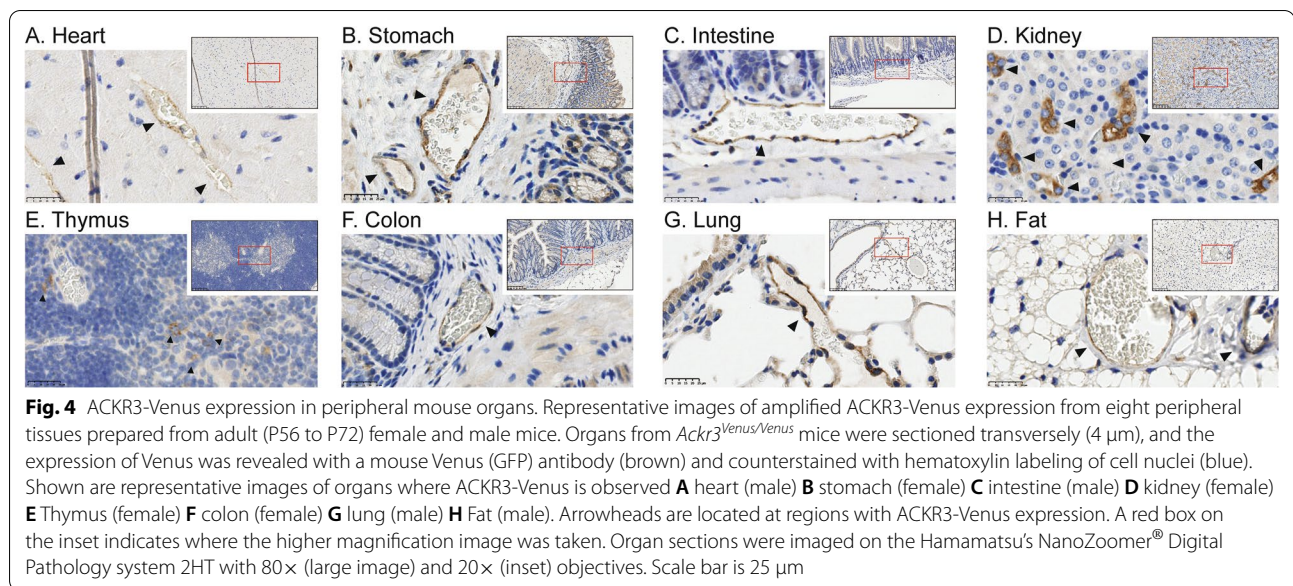 A. Heart
B. Stomach
C. Intestine
D. Kidney
E. Thymus
F. Colon
G. Lung
H. Fat
Fig. 4 ACKR3-Venus expression in peripheral mouse organs. Representative images of amplified ACKR3-Venus expression from eight peripheral
tissues prepared from adult (P56 to P72) female and male mice. Organs from Ackr3Venus/Venus mice were sectioned transversely (4 μm), and the
expression of Venus was revealed with a mouse Venus (GFP) antibody (brown) and counterstained with hematoxylin labeling of cell nuclei (blue).
Shown are representative images of organs where ACKR3-Venus is observed A heart (male) B stomach (female) C intestine (male) D kidney (female)
E Thymus (female) F colon (female) G lung (male) H Fat (male). Arrowheads are located at regions with ACKR3-Venus expression. A red box on
the inset indicates where the higher magnification image was taken. Organ sections were imaged on the Hamamatsu's NanoZoomer® Digital
Pathology system 2HT with 80× (large image) and 20× (inset) objectives. Scale bar is 25 μm